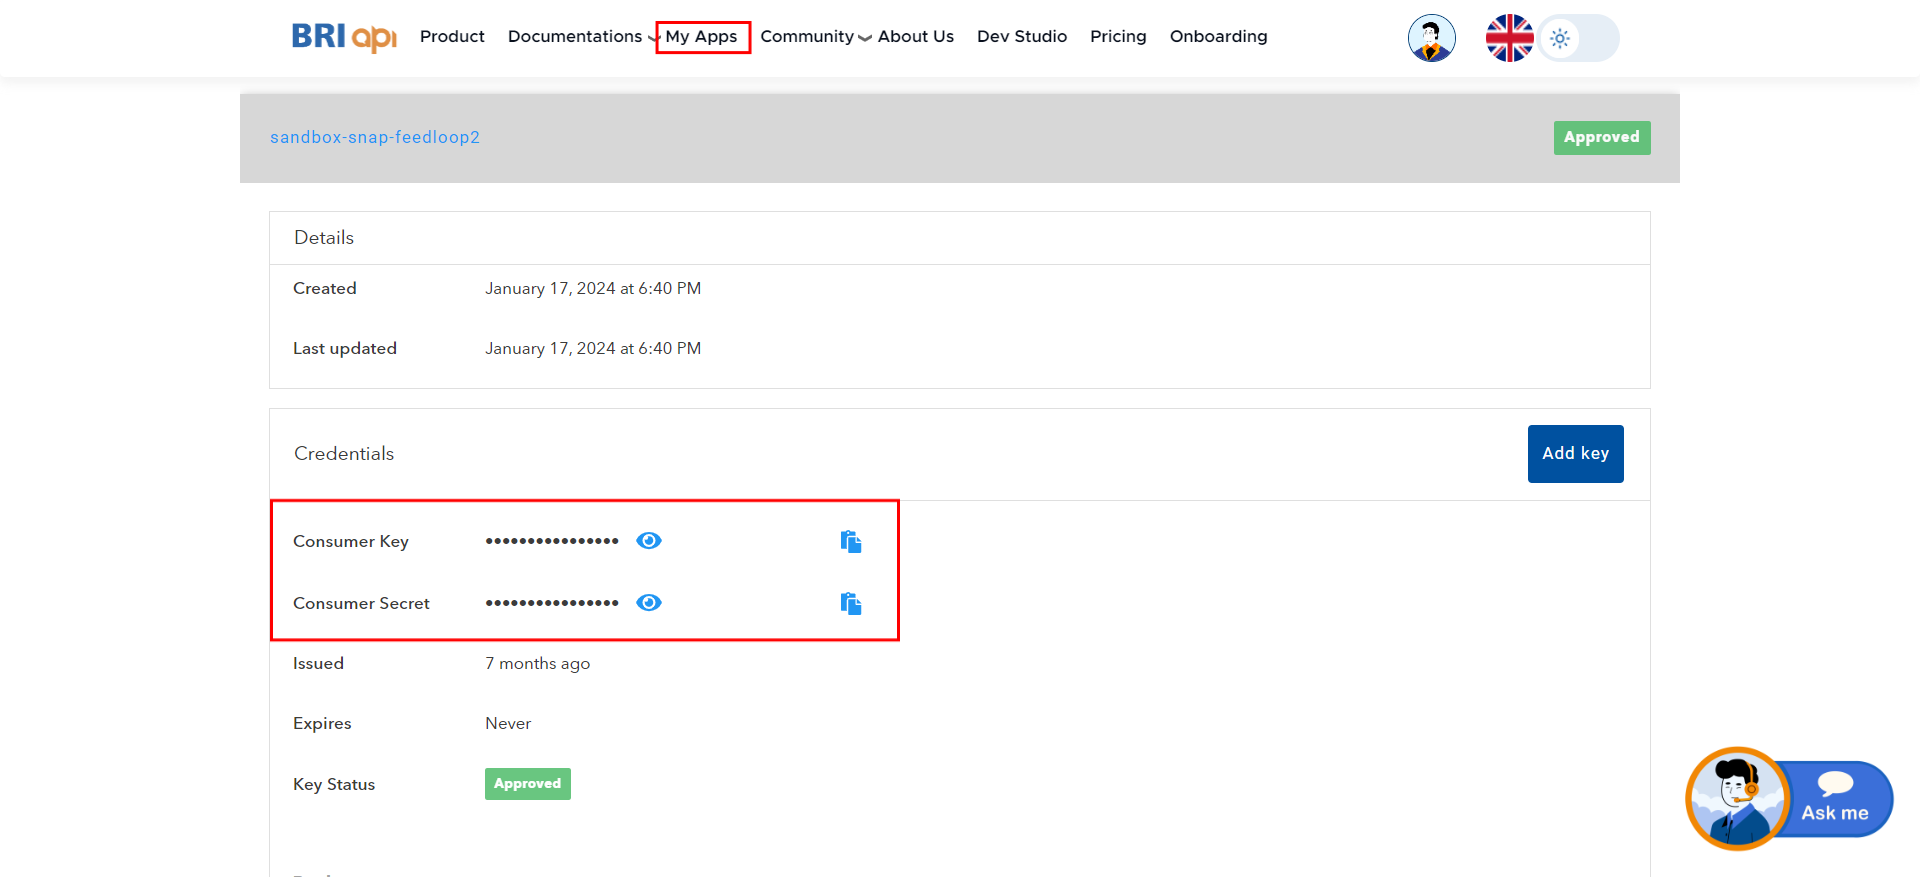 BRI api Product Documentations My Apps Community About Us Dev Studio Pricing Onboarding
sandbox-snap-feedloop2 Approved
Details
Created January 17, 2024 at 6:40 PM
Last updated January 17, 2024 at 6:40 PM
Credentials Add key
Consumer Key ••••••••••••••••
Consumer Secret ••••••••••••••••
Issued 7 months ago
Expires Never
Key Status Approved
Ask me